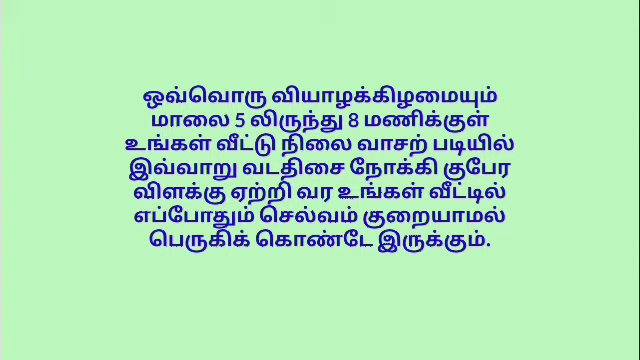 ஒவ்வொரு வியாழக்கிழமையும்
மாலை 5 லிருந்து 8 மணிக்குள்
உங்கள் வீட்டு நிலை வாசற் படியில்
இவ்வாறு வடதிசை நோக்கி குபேர
விளக்கு ஏற்றி வர உங்கள் வீட்டில்
எப்போதும் செல்வம் குறையாமல்
பெருகிக் கொண்டே இருக்கும்.